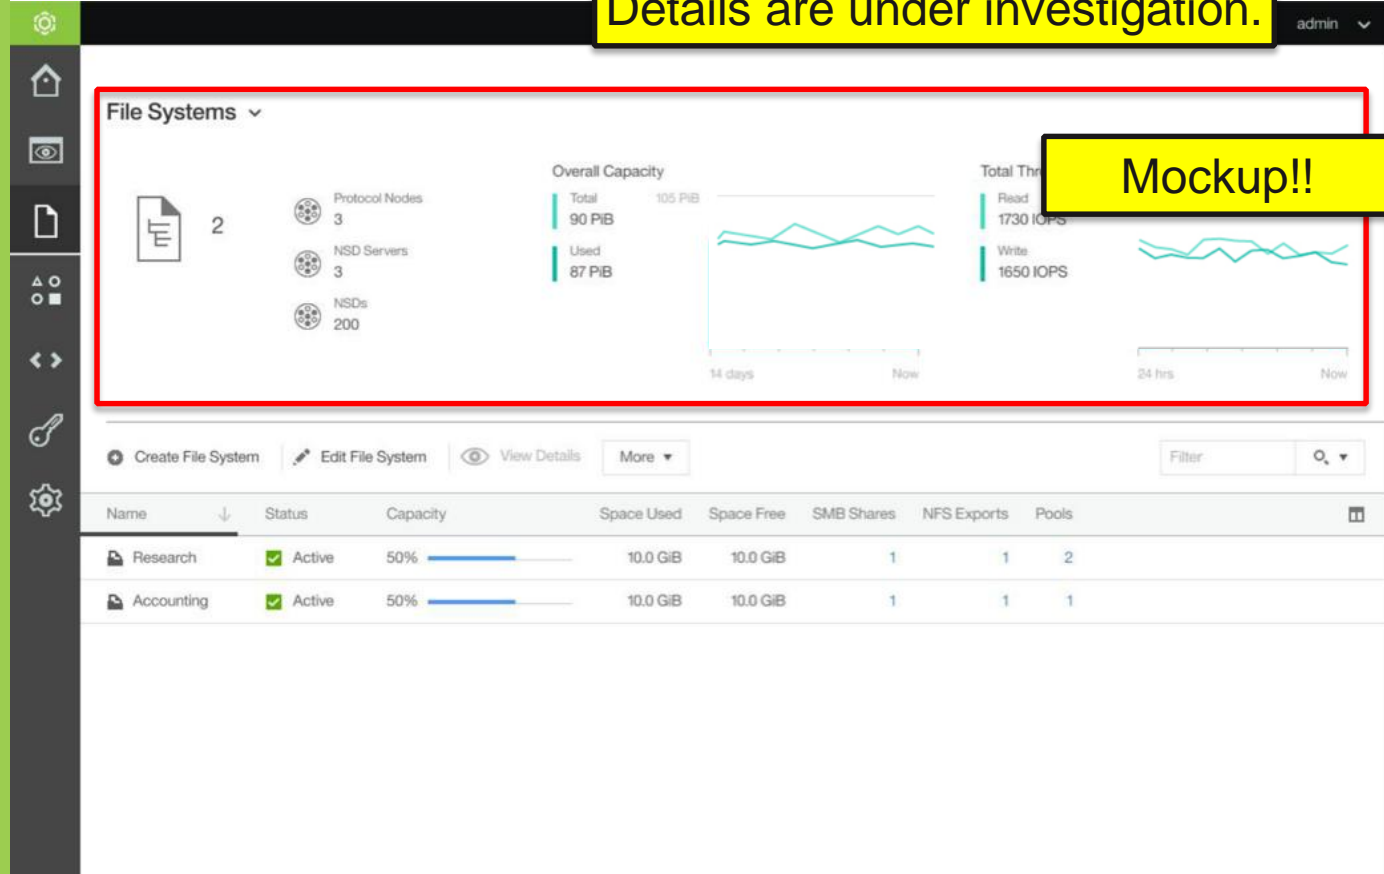 Details are under investigation.
admin
File Systems
Mockup!!
2
Protocol Nodes
3
NSD Servers
3
NSDs
200
Overall Capacity
Total
90 PiB
105 PiB
Used
87 PiB
14 days
Now
Total
Read
1730 IOPS
Write
1650 IOPS
24 hrs
Now
Create File System Edit File System View Details More Filter
Name Status Capacity Space Used Space Free SMB Shares NFS Exports Pools
Research Active 50% 10.0 GiB 10.0 GiB 1 1 2
Accounting Active 50% 10.0 GiB 10.0 GiB 1 1 1